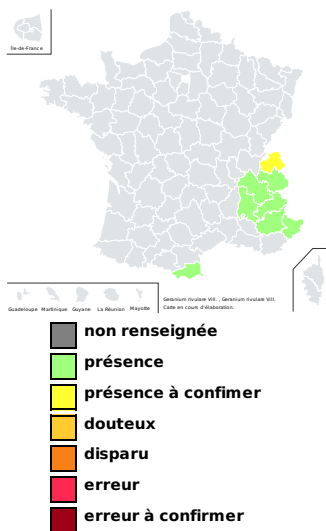 Île-de-France
Guadeloupe Martinique Guyane La Réunion Mayotte
Geranium rivulare Vill. , Geranium rivulare Vill.
Carte en cours d'élaboration.
non renseignée
présence
présence à confimer
douteux
disparu
erreur
erreur à confirmer